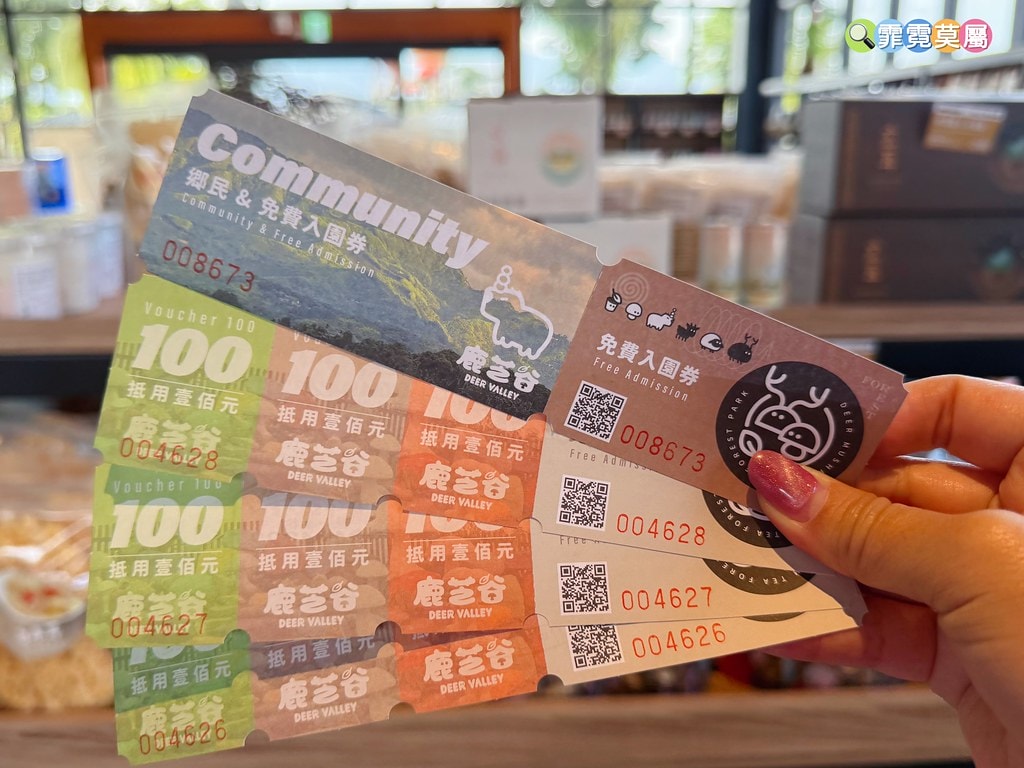 霏霓莫屬
Community
鄉民 & 免費入園券
Community & Free Admission
008673
鹿芝谷
DEER VALLEY
免費入園券
Free Admission
008673
FOREST PARK
Voucher 100
100
抵用壹佰元
鹿芝谷
004628
100
抵用壹佰元
鹿芝谷
DEER VALLEY
100
抵用壹佰元
鹿芝谷
DEER VALLEY
004628
Voucher 100
100
抵用壹佰元
鹿芝谷
004627
100
抵用壹佰元
鹿芝谷
DEER VALLEY
100
抵用壹佰元
鹿芝谷
DEER VALLEY
004627
100
抵用壹佰元
鹿芝谷
004626
抵用壹佰元
鹿芝谷
DEER VALLEY
鹿芝谷
DEER VALLEY
004626